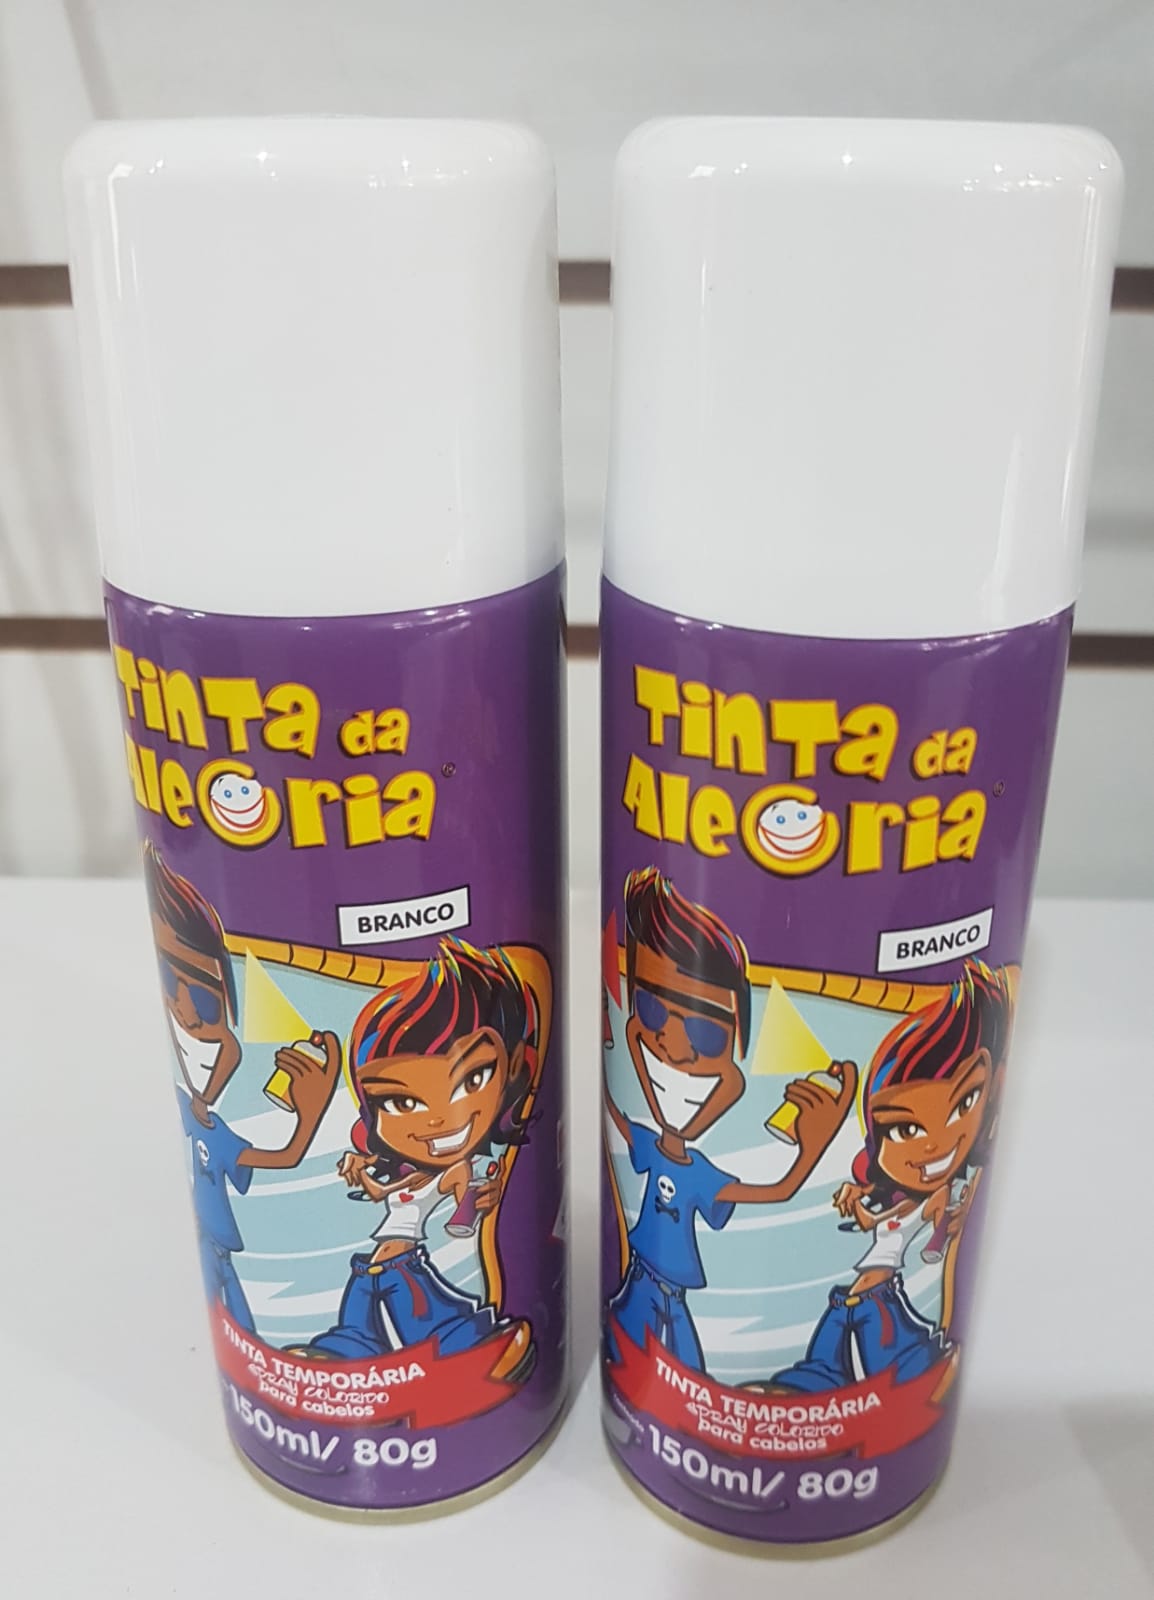 TINTA da
ALEGRIA®
BRANCO
TINTA TEMPORÁRIA
SPRAY COLORIDO
para cabelos
150ml/ 80g
TINTA da
ALEGRIA®
BRANCO
TINTA TEMPORÁRIA
SPRAY COLORIDO
para cabelos
Conteúdo
150ml/ 80g